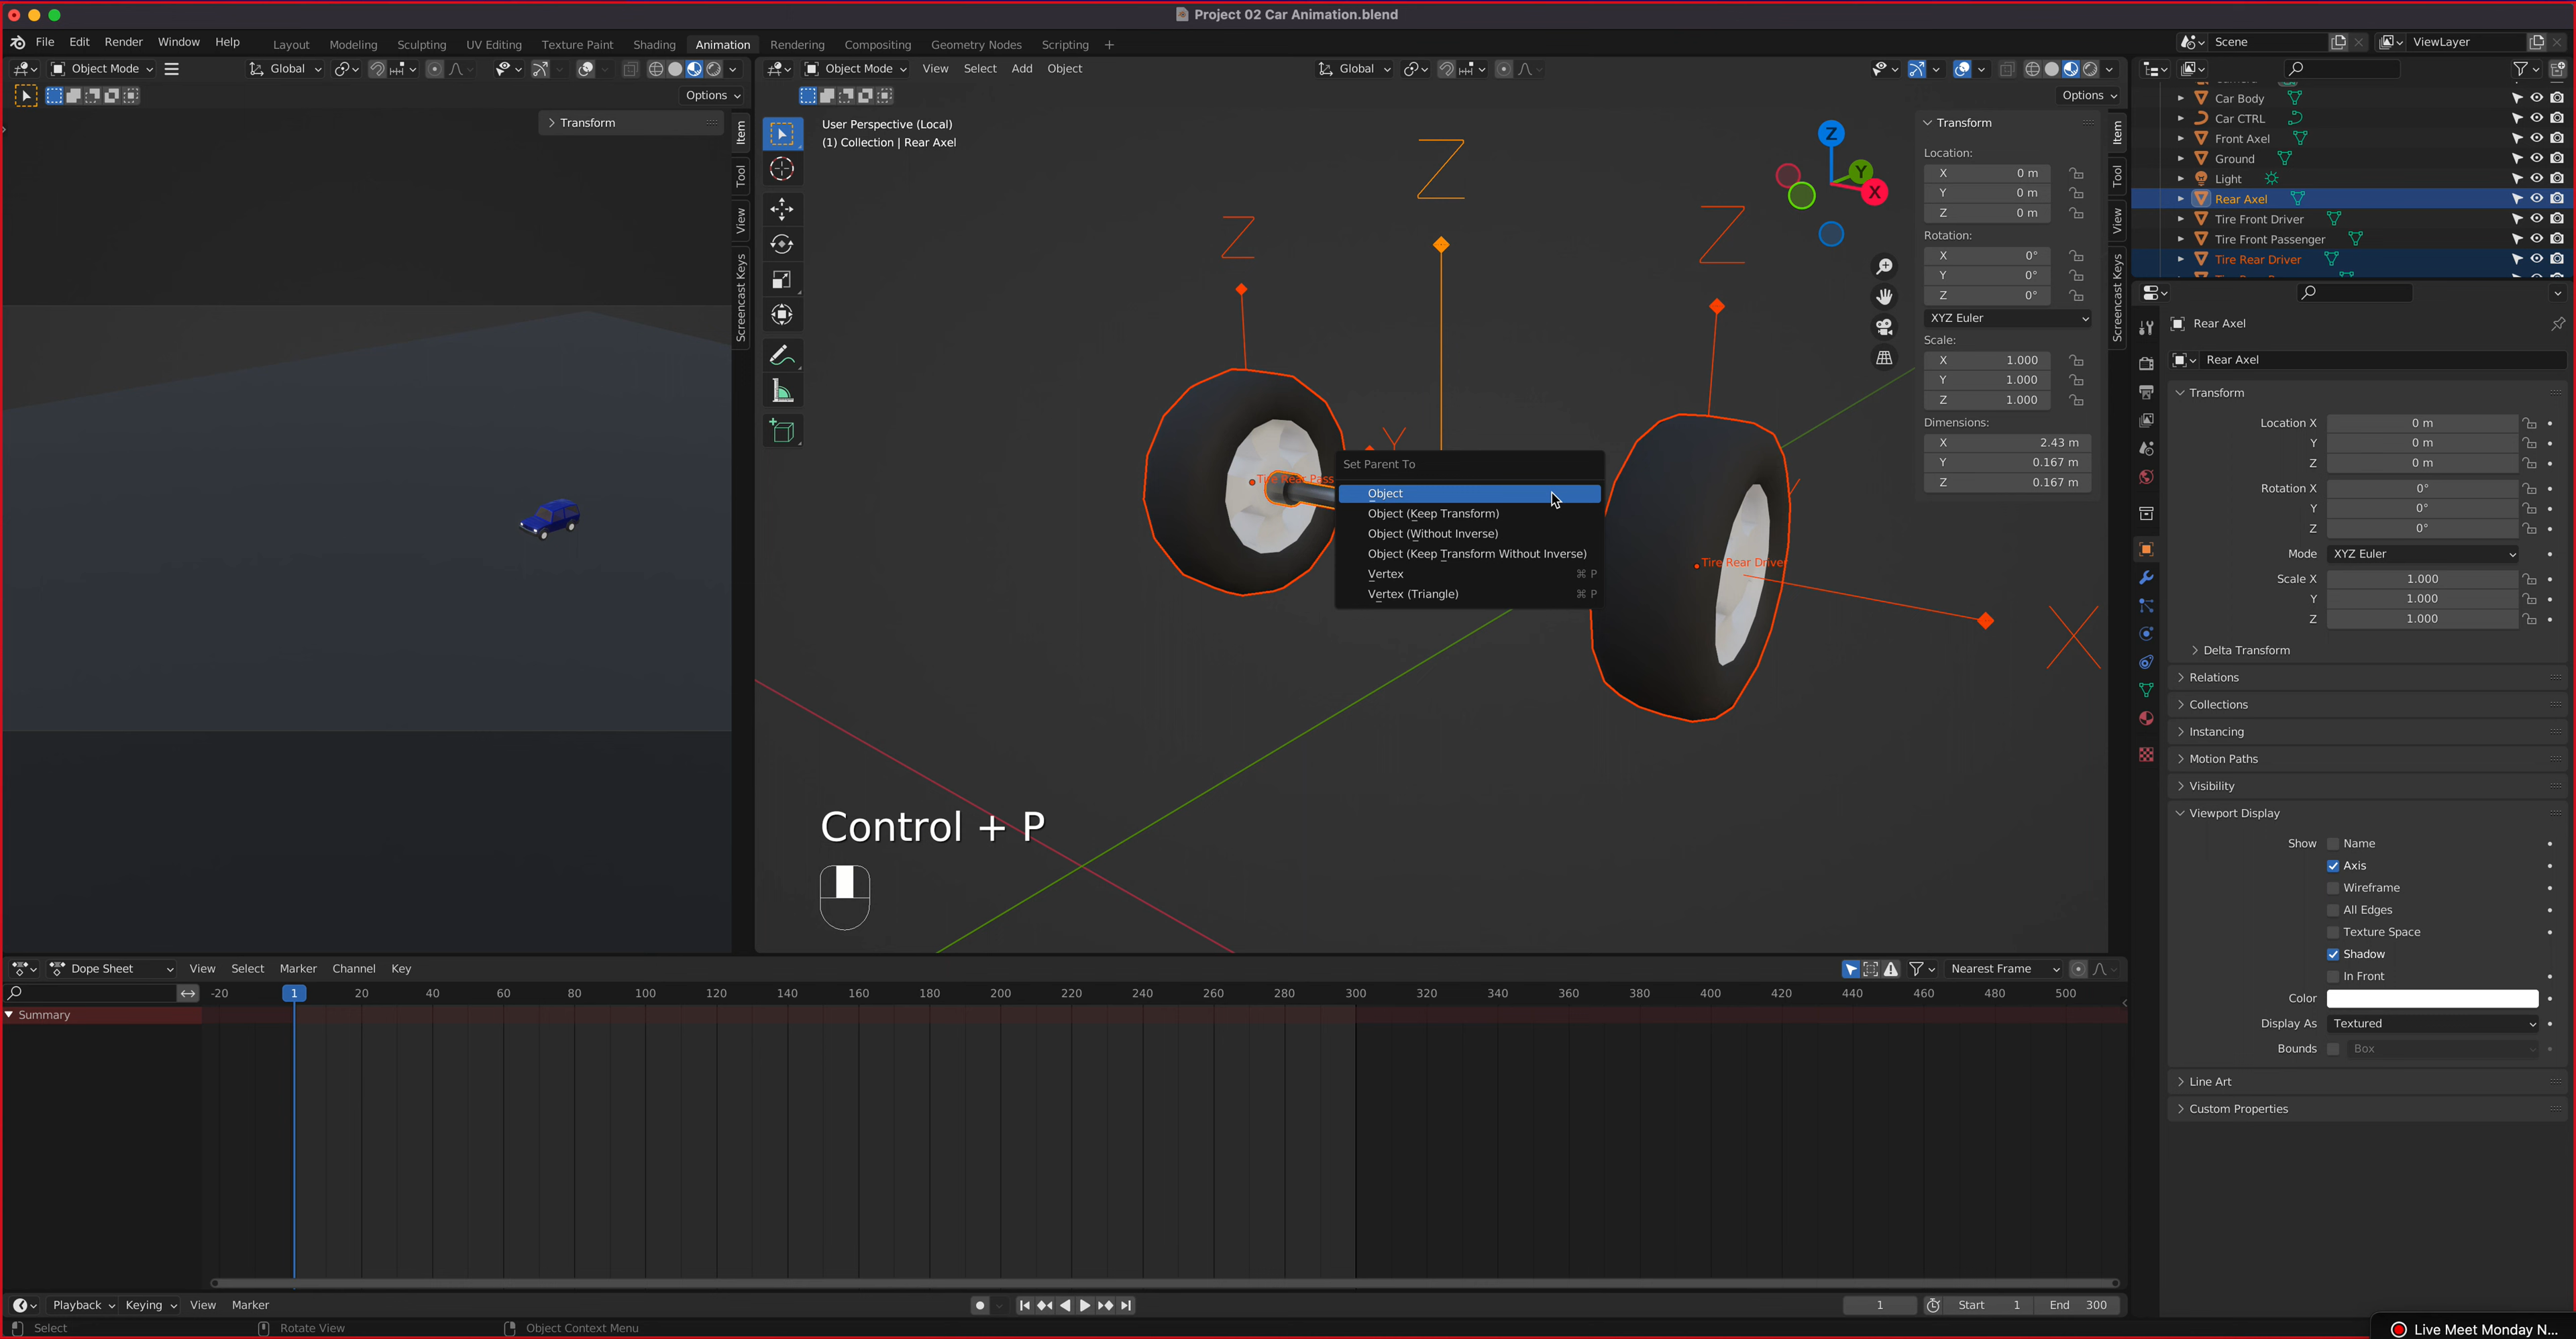 Project 02 Car Animation.blend
File Edit Render Window Help Layout Modeling Sculpting UV Editing Texture Paint Shading Animation Rendering Compositing Geometry Nodes Scripting + Scene ViewLayer
Object Mode Global Object Mode View Select Add Object Global
Options Options
Transform
Item
Tool
View
Screencast Keys
User Perspective (Local)
(1) Collection | Rear Axel
Z
Z
Z
Y
X
Z
Y
X
Tire Rear Pass
Tire Rear Driver
Set Parent To
Object
Object (Keep Transform)
Object (Without Inverse)
Object (Keep Transform Without Inverse)
Vertex ⌘ P
Vertex (Triangle) ⌘ P
Control + P
Transform
Location:
X 0 m
Y 0 m
Z 0 m
Rotation:
X 0°
Y 0°
Z 0°
XYZ Euler
Scale:
X 1.000
Y 1.000
Z 1.000
Dimensions:
X 2.43 m
Y 0.167 m
Z 0.167 m
Item
Tool
View
Screencast Keys
Car Body
Car CTRL
Front Axel
Ground
Light
Rear Axel
Tire Front Driver
Tire Front Passenger
Tire Rear Driver
Rear Axel
Rear Axel
Transform
Location X 0 m
Y 0 m
Z 0 m
Rotation X 0°
Y 0°
Z 0°
Mode XYZ Euler
Scale X 1.000
Y 1.000
Z 1.000
Delta Transform
Relations
Collections
Instancing
Motion Paths
Visibility
Viewport Display
Show Name
Axis
Wireframe
All Edges
Texture Space
Shadow
In Front
Color
Display As Textured
Bounds Box
Line Art
Custom Properties
Dope Sheet View Select Marker Channel Key Nearest Frame
-20 1 20 40 60 80 100 120 140 160 180 200 220 240 260 280 300 320 340 360 380 400 420 440 460 480 500
Summary
Playback Keying View Marker 1 Start 1 End 300
Select Rotate View Object Context Menu
Live Meet Monday N...